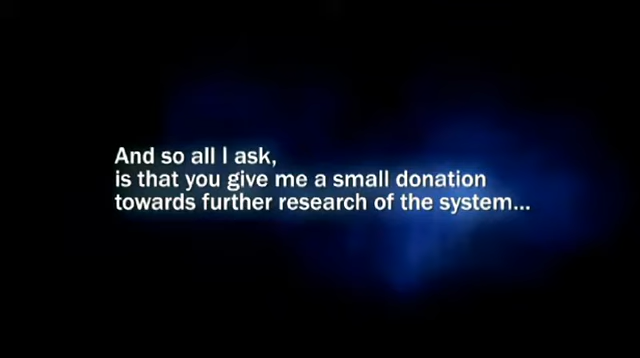 And so all I ask,
is that you give me a small donation
towards further research of the system...